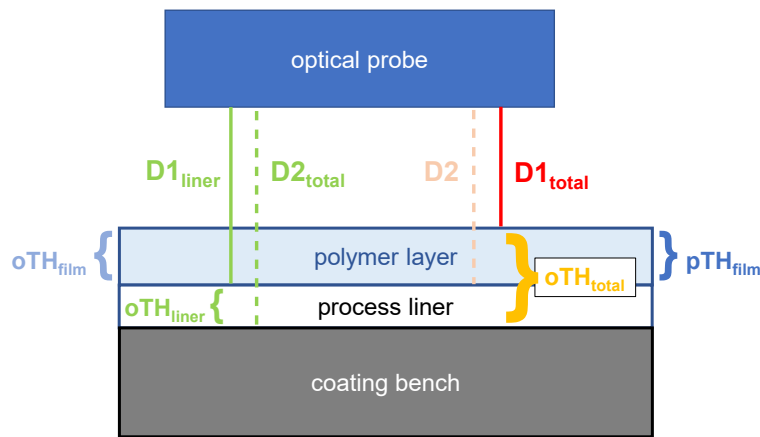 optical probe
D1liner
D2total
D2
D1total
oTHfilm
polymer layer
oTHtotal
pTHfilm
oTHliner
process liner
coating bench